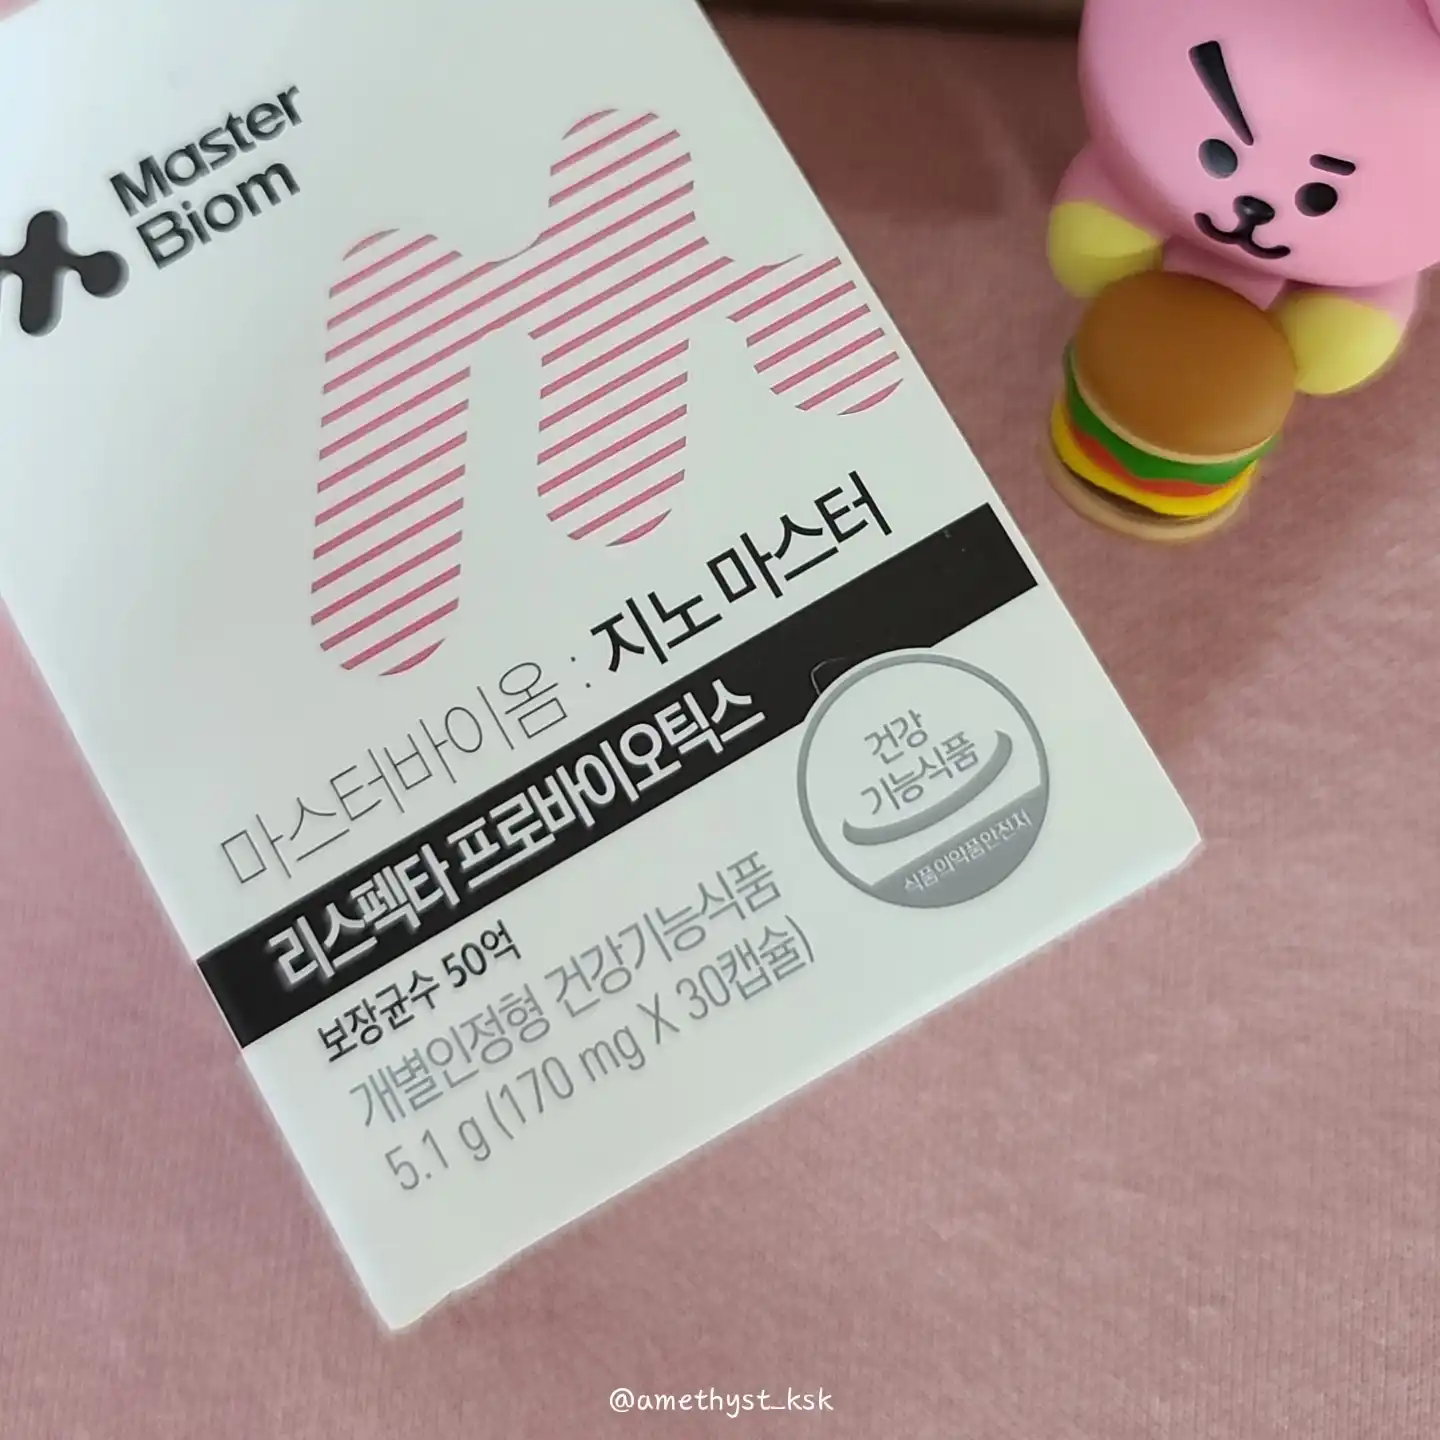 Master
Biom
마스터바이옴 : 지노 마스터
리스펙타 프로바이오틱스
보장균수 50억
개별인정형 건강기능식품
5.1 g (170 mg X 30캡슐)
건강
기능식품
식품의약품안전처
@amethyst_ksk